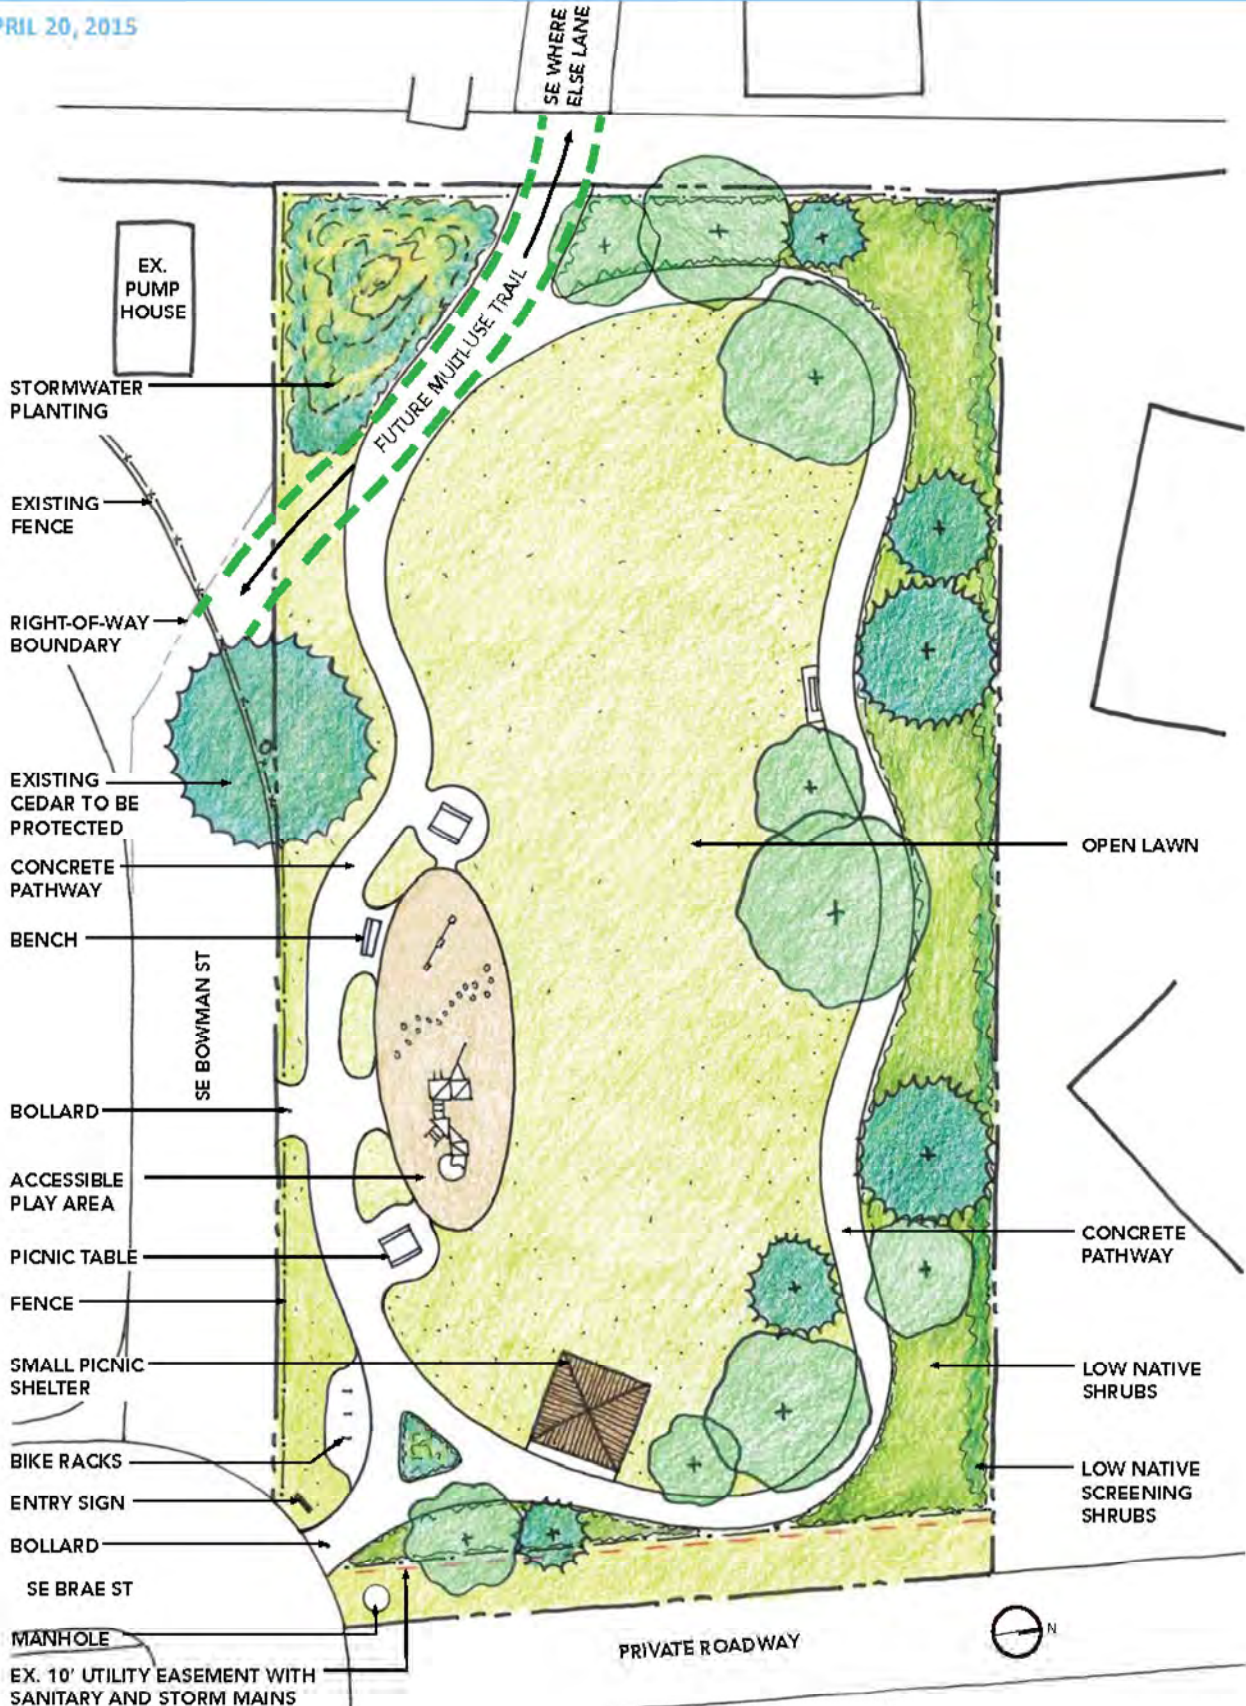 PRIL 20, 2015
SE WHERE
ELSE LANE
EX.
PUMP
HOUSE
FUTURE MULTI-USE TRAIL
STORMWATER
PLANTING
EXISTING
FENCE
RIGHT-OF-WAY
BOUNDARY
EXISTING
CEDAR TO BE
PROTECTED
CONCRETE
PATHWAY
BENCH
SE BOWMAN ST
BOLLARD
ACCESSIBLE
PLAY AREA
PICNIC TABLE
FENCE
SMALL PICNIC
SHELTER
BIKE RACKS
ENTRY SIGN
BOLLARD
SE BRAE ST
MANHOLE
EX. 10' UTILITY EASEMENT WITH
SANITARY AND STORM MAINS
OPEN LAWN
CONCRETE
PATHWAY
LOW NATIVE
SHRUBS
LOW NATIVE
SCREENING
SHRUBS
PRIVATE ROADWAY
N